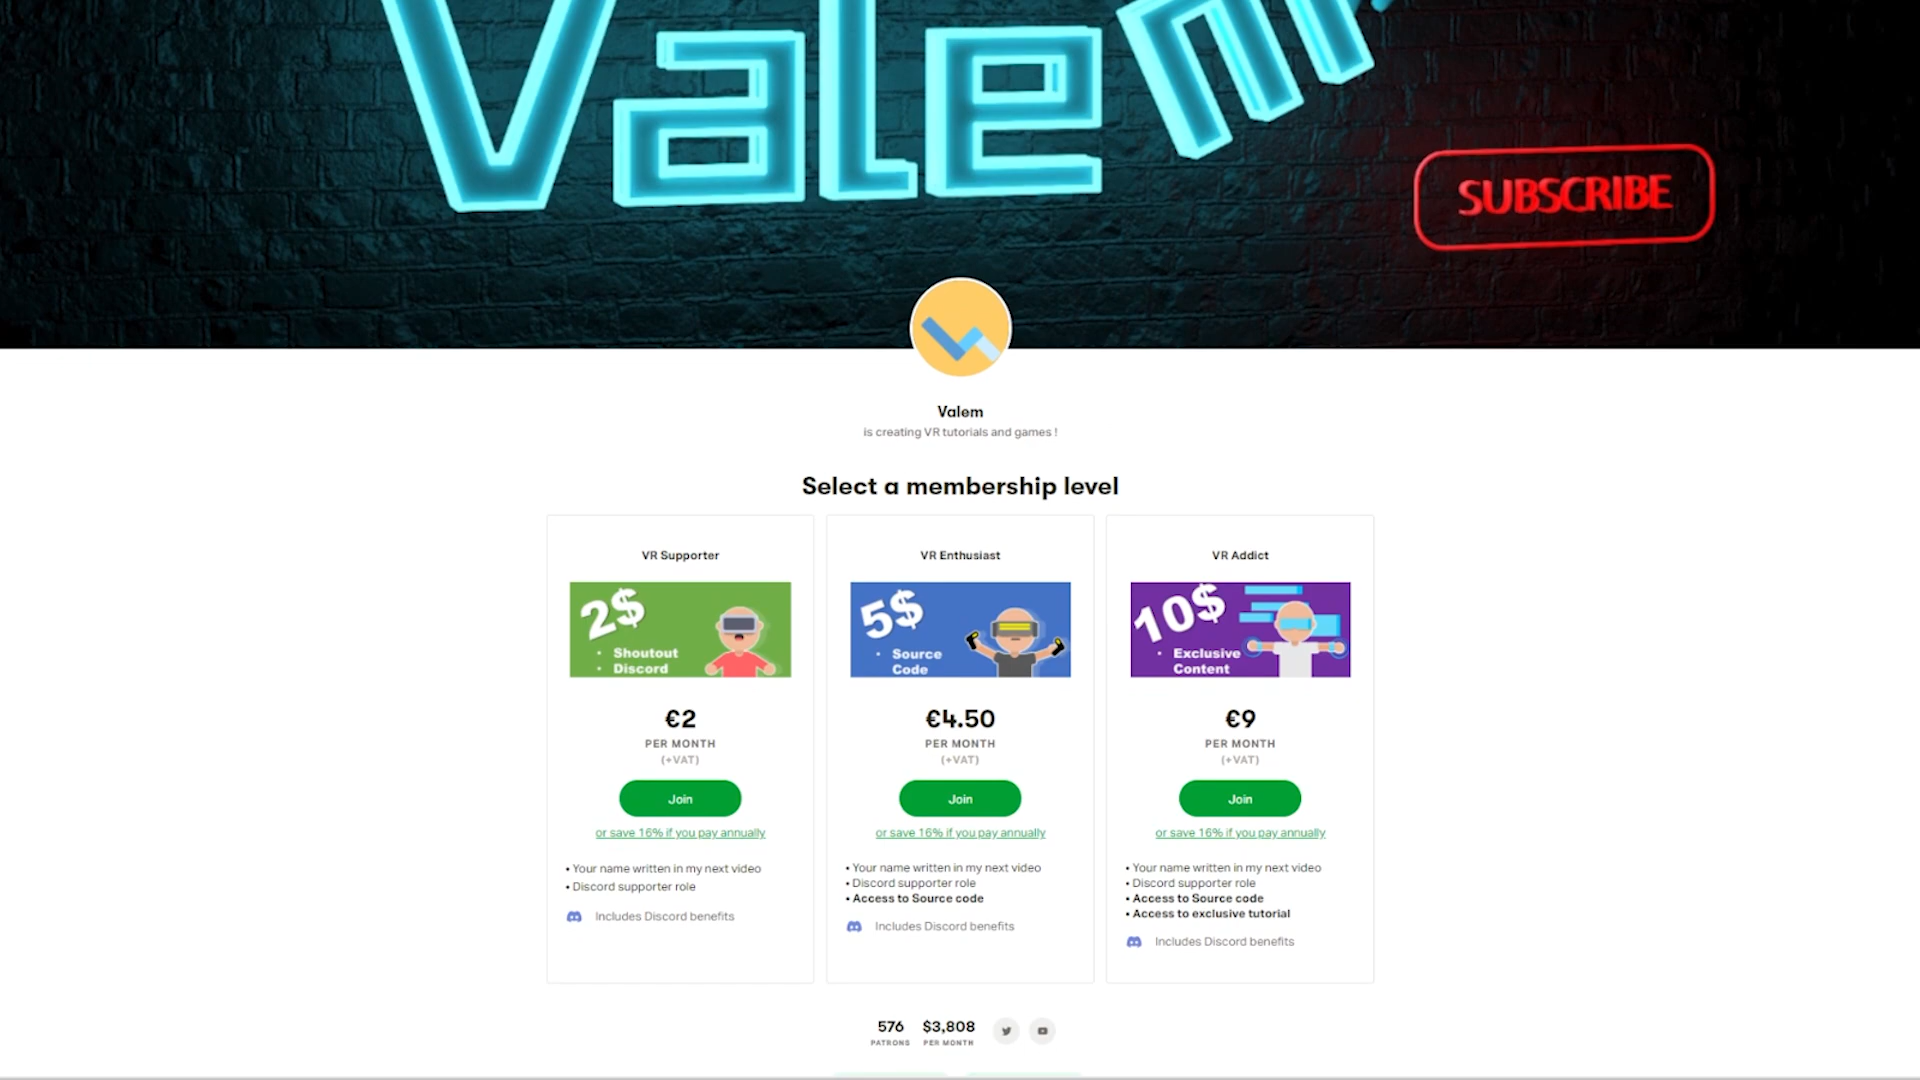 Valem
SUBSCRIBE
Valem
is creating VR tutorials and games !
Select a membership level
VR Supporter
2$
• Shoutout
• Discord
€2
PER MONTH
(+VAT)
Join
or save 16% if you pay annually
• Your name written in my next video
• Discord supporter role
Includes Discord benefits
VR Enthusiast
5$
• Source
Code
€4.50
PER MONTH
(+VAT)
Join
or save 16% if you pay annually
• Your name written in my next video
• Discord supporter role
• Access to Source code
Includes Discord benefits
VR Addict
10$
• Exclusive
Content
€9
PER MONTH
(+VAT)
Join
or save 16% if you pay annually
• Your name written in my next video
• Discord supporter role
• Access to Source code
• Access to exclusive tutorial
Includes Discord benefits
576 $3,808
PATRONS PER MONTH